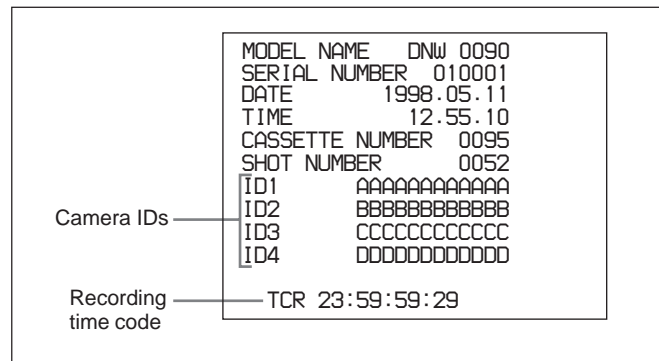 MODEL NAME DNW 0090
SERIAL NUMBER 010001
DATE 1998.05.11
TIME 12.55.10
CASSETTE NUMBER 0095
SHOT NUMBER 0052
ID1 AAAAAAAAAAAA
ID2 BBBBBBBBBBBB
ID3 CCCCCCCCCCCC
ID4 DDDDDDDDDDDD
Camera IDs
TCR 23:59:59:29
Recording
time code